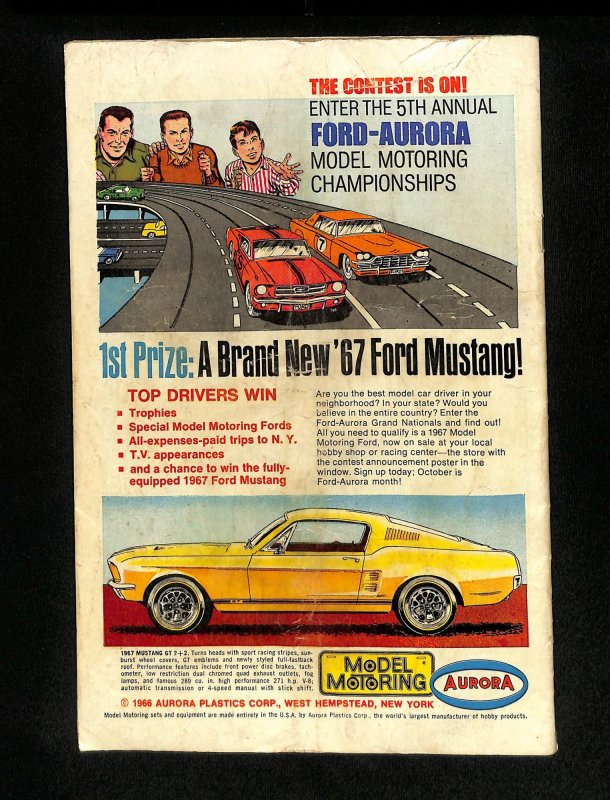 THE CONTEST IS ON!
ENTER THE 5TH ANNUAL
FORD-AURORA
MODEL MOTORING
CHAMPIONSHIPS
7
1st Prize: A Brand New '67 Ford Mustang!
TOP DRIVERS WIN
▪ Trophies
▪ Special Model Motoring Fords
▪ All-expenses-paid trips to N. Y.
▪ T.V. appearances
▪ and a chance to win the fully-
equipped 1967 Ford Mustang
Are you the best model car driver in your
neighborhood? In your state? Would you
believe in the entire country? Enter the
Ford-Aurora Grand Nationals and find out!
All you need to qualify is a 1967 Model
Motoring Ford, now on sale at your local
hobby shop or racing center—the store with
the contest announcement poster in the
window. Sign up today; October is
Ford-Aurora month!
1967 MUSTANG GT 2+2. Turns heads with sport racing stripes, sun-
burst wheel covers, GT emblems and newly styled full-fastback
roof. Performance features include front power disc brakes, tach-
ometer, low restriction dual chromed quad exhaust outlets, fog
lamps, and famous 289 cu. in. high performance 271 h.p. V-8,
automatic transmission or 4-speed manual with stick shift.
MODEL
MOTORING
AURORA
© 1966 AURORA PLASTICS CORP., WEST HEMPSTEAD, NEW YORK
Model Motoring sets and equipment are made entirely in the U.S.A. by Aurora Plastics Corp., the world's largest manufacturer of hobby products.